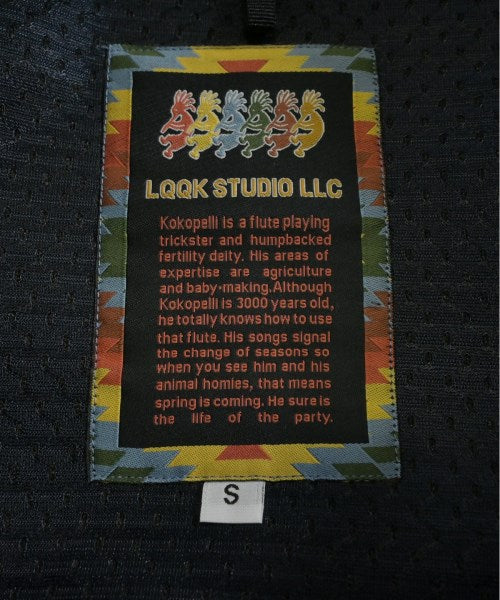 LQQK STUDIO LLC
Kokopelli is a flute playing
trickster and humpbacked
fertility deity. His areas of
expertise are agriculture
and baby-making. Although
Kokopelli is 3000 years old,
he totally knows how to use
that flute. His songs signal
the change of seasons so
when you see him and his
animal homies, that means
spring is coming. He sure is
the life of the party.
S